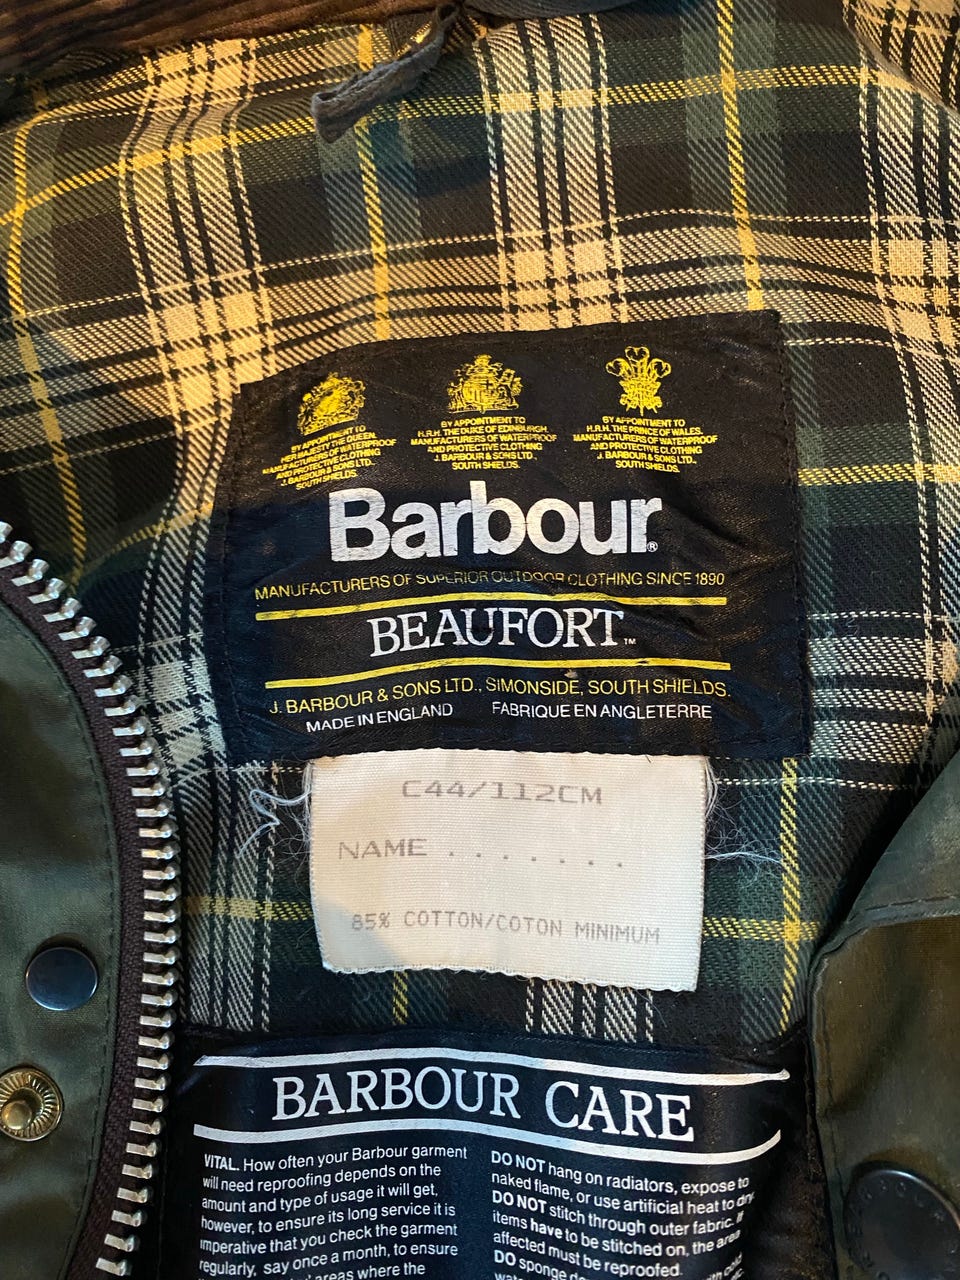 BY APPOINTMENT TO
HER MAJESTY THE QUEEN.
MANUFACTURERS OF WATERPROOF
AND PROTECTIVE CLOTHING
J. BARBOUR & SONS LTD.,
SOUTH SHIELDS.
BY APPOINTMENT TO
H.R.H. THE DUKE OF EDINBURGH.
MANUFACTURERS OF WATERPROOF
AND PROTECTIVE CLOTHING
J. BARBOUR & SONS LTD.,
SOUTH SHIELDS.
BY APPOINTMENT TO
H.R.H. THE PRINCE OF WALES.
MANUFACTURERS OF WATERPROOF
AND PROTECTIVE CLOTHING
J. BARBOUR & SONS LTD.,
SOUTH SHIELDS.
Barbour®
MANUFACTURERS OF SUPERIOR OUTDOOR CLOTHING SINCE 1890
BEAUFORT™
J. BARBOUR & SONS LTD., SIMONSIDE, SOUTH SHIELDS.
MADE IN ENGLAND FABRIQUE EN ANGLETERRE
C44/112CM
NAME . . . . . . .
85% COTTON/COTON MINIMUM
BARBOUR CARE
VITAL. How often your Barbour garment
will need reproofing depends on the
amount and type of usage it will get,
however, to ensure its long service it is
imperative that you check the garment
regularly, say once a month, to ensure
areas where the
DO NOT hang on radiators, expose to
naked flame, or use artificial heat to dry.
DO NOT stitch through outer fabric. If
items have to be stitched on, the area
affected must be reproofed.
DO sponge